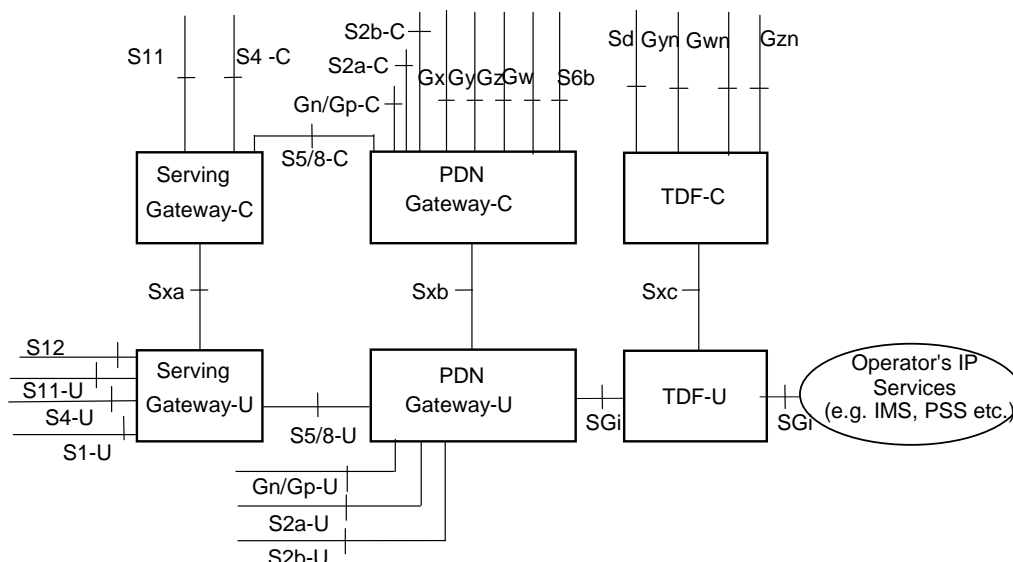 S2b-C
Sd
Gyn
Gwn
Gzn
S11
S4 -C
S2a-C
Gx
Gy
Gz
Gw
S6b
Gn/Gp-C
S5/8-C
Serving
Gateway-C
PDN
Gateway-C
TDF-C
Sxa
Sxb
Sxc
S12
S11-U
S4-U
S1-U
Serving
Gateway-U
S5/8-U
PDN
Gateway-U
SGi
TDF-U
SGi
Operator's IP
Services
(e.g. IMS, PSS etc.)
Gn/Gp-U
S2a-U
S2b-U